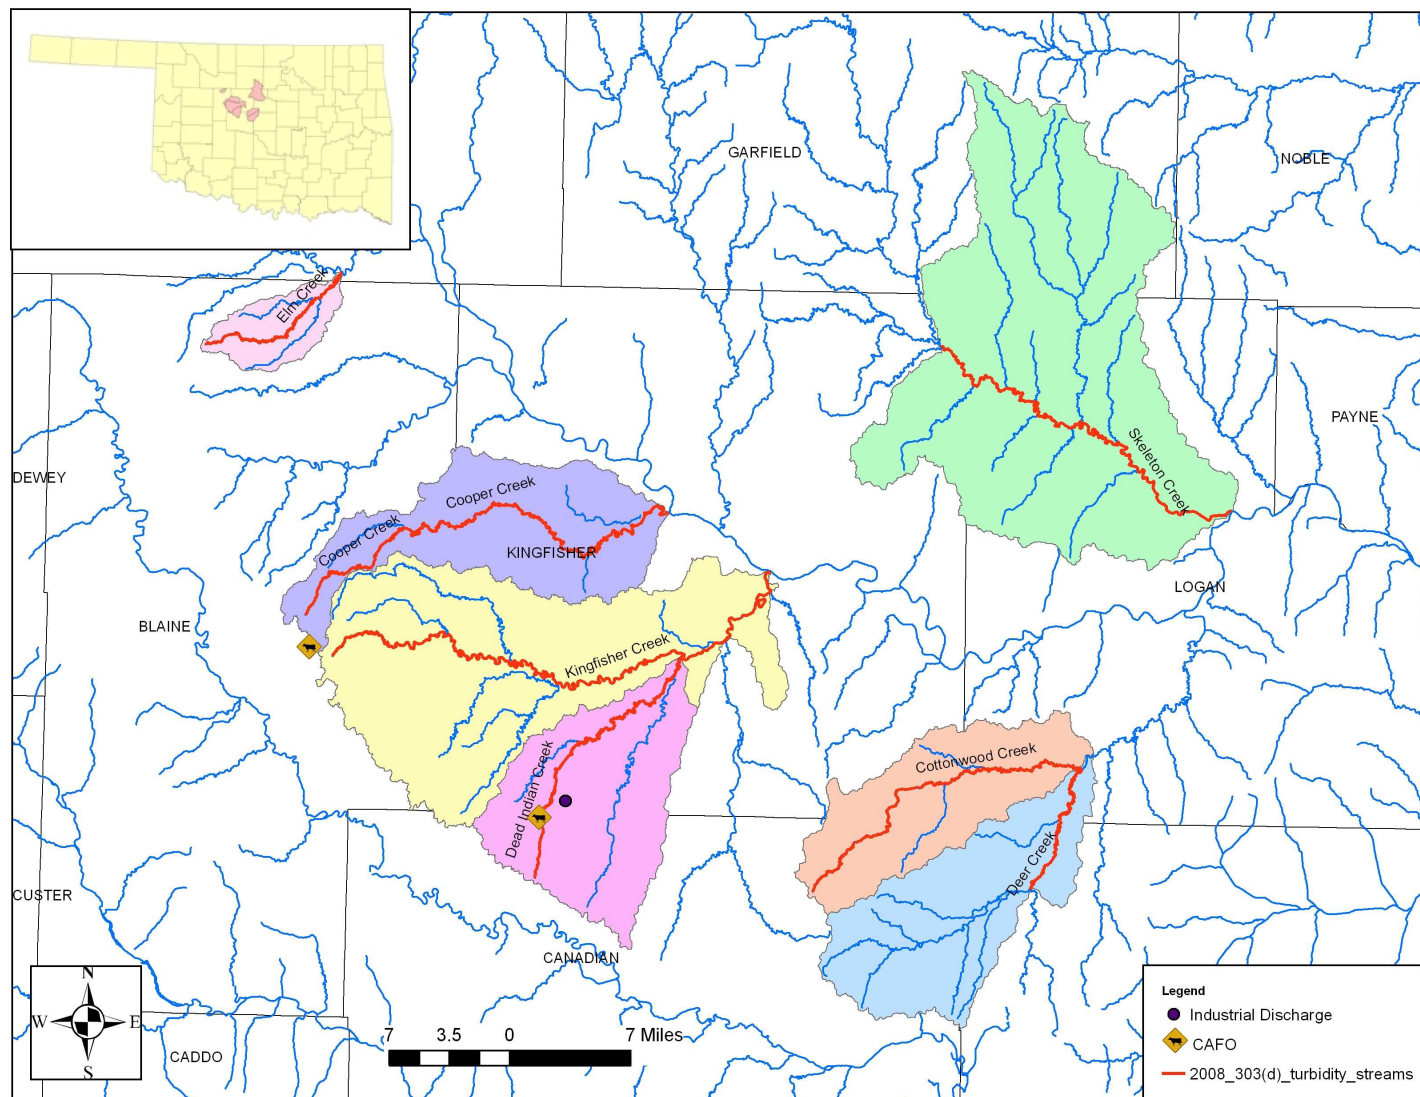 GARFIELD
NOBLE
Elm Creek
PAYNE
DEWEY
Skeleton Creek
Cooper Creek
Cooper Creek
KINGFISHER
LOGAN
BLAINE
Kingfisher Creek
Cottonwood Creek
Dead Indian Creek
Deer Creek
CUSTER
CANADIAN
N
W E
S
CADDO
7 3.5 0 7 Miles
Legend
Industrial Discharge
CAFO
2008_303(d)_turbidity_streams